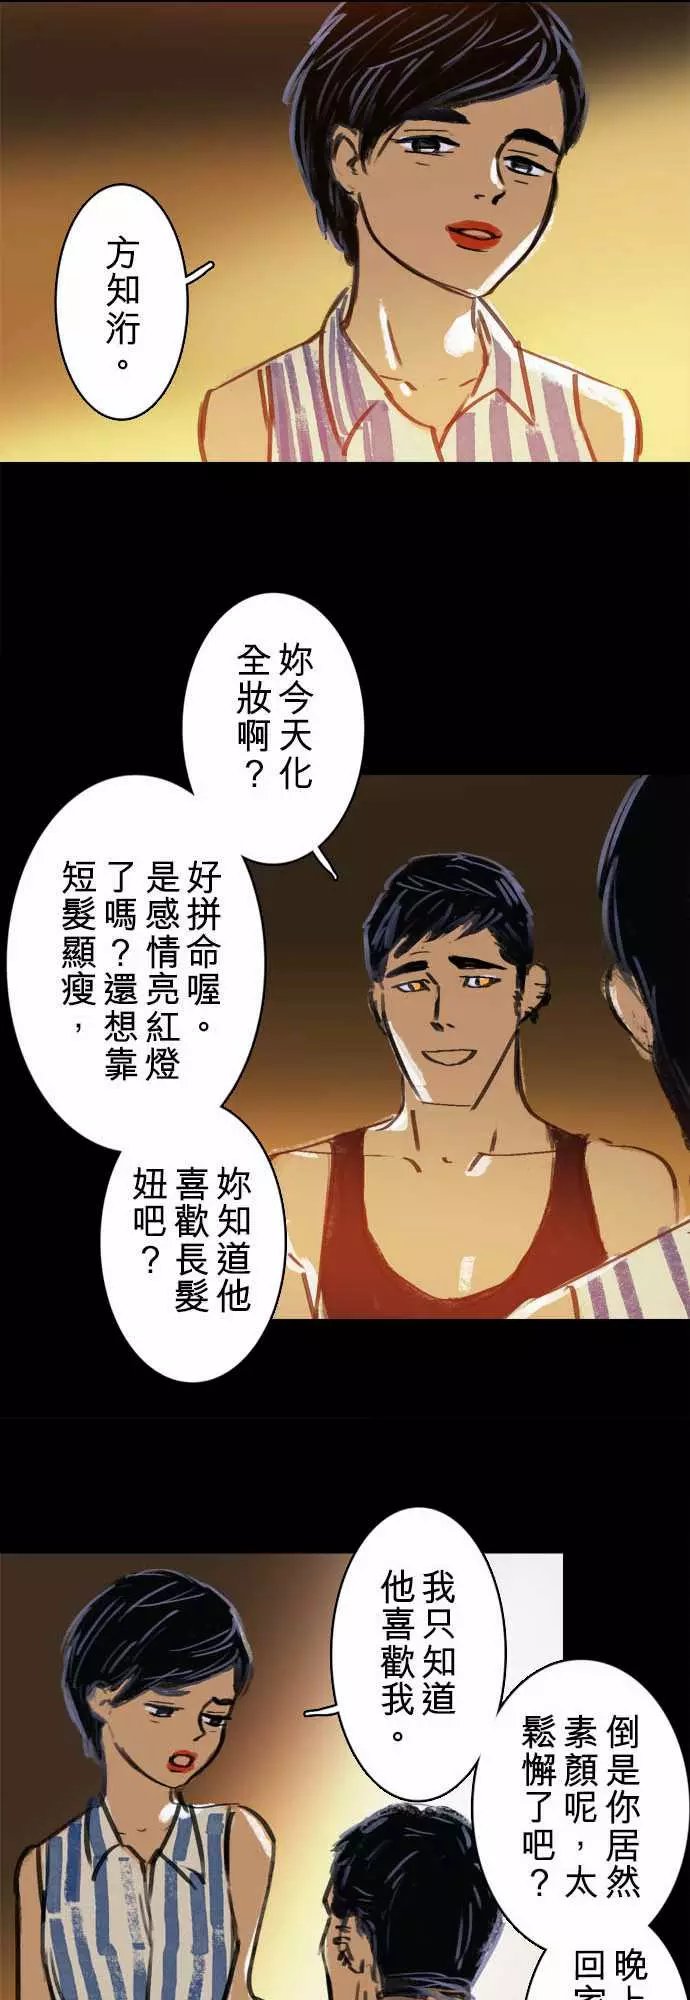 方知洐。
妳今天化
全妝啊？
好拼命喔。
是感情亮紅燈
了嗎？還想靠
短髮顯瘦，
妳知道他
喜歡長髮
妞吧？
我只知道
他喜歡我。
倒是你居然
素顏呢，太
鬆懈了吧？
晚上
回家